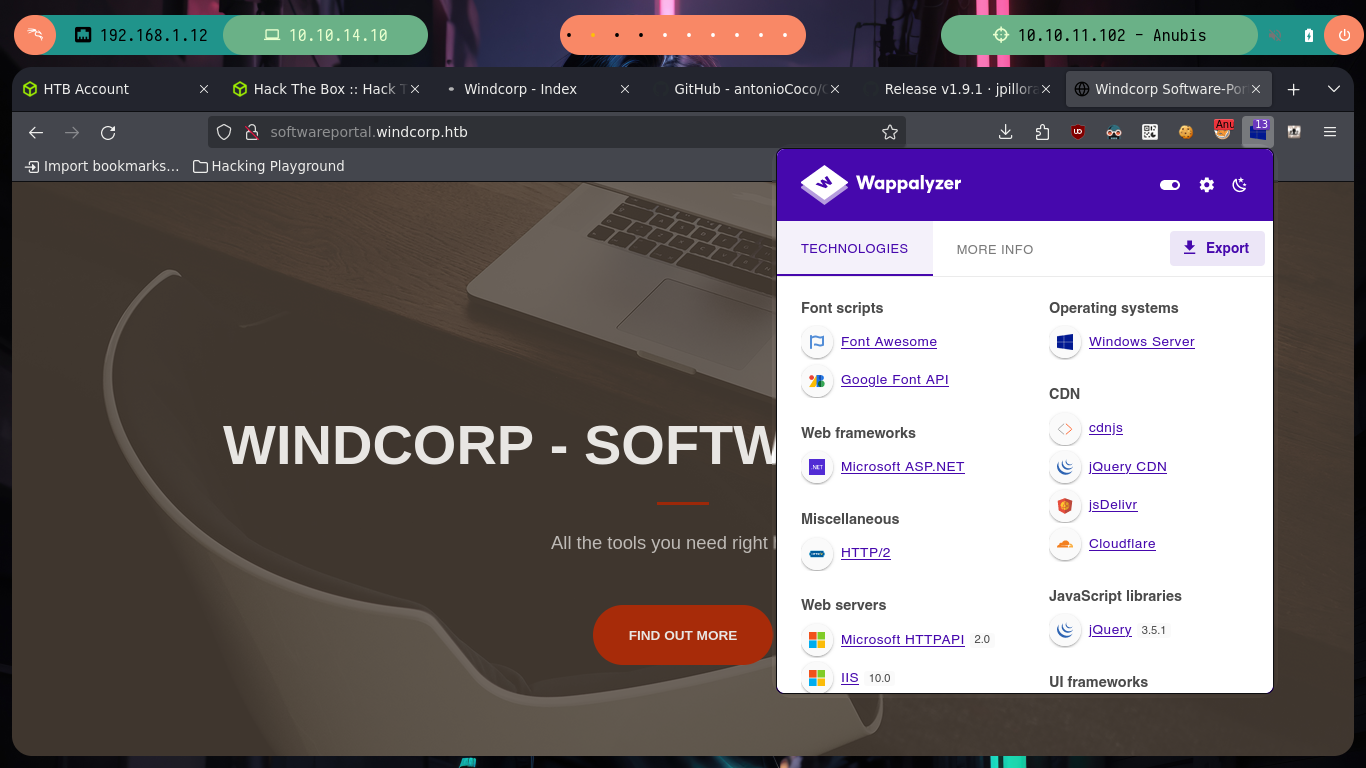 192.168.1.12
10.10.14.10
10.10.11.102 - Anubis
HTB Account
Hack The Box :: Hack T
Windcorp - Index
GitHub - antonioCoco/
Release v1.9.1 · jpillora
Windcorp Software-Por
softwareportal.windcorp.htb
13
Import bookmarks...
Hacking Playground
Wappalyzer
TECHNOLOGIES
MORE INFO
Export
Font scripts
Font Awesome
Google Font API
Web frameworks
Microsoft ASP.NET
Miscellaneous
HTTP/2
Web servers
Microsoft HTTPAPI 2.0
IIS 10.0
Operating systems
Windows Server
CDN
cdnjs
jQuery CDN
jsDelivr
Cloudflare
JavaScript libraries
jQuery 3.5.1
UI frameworks
WINDCORP - SOFTW
All the tools you need right
FIND OUT MORE